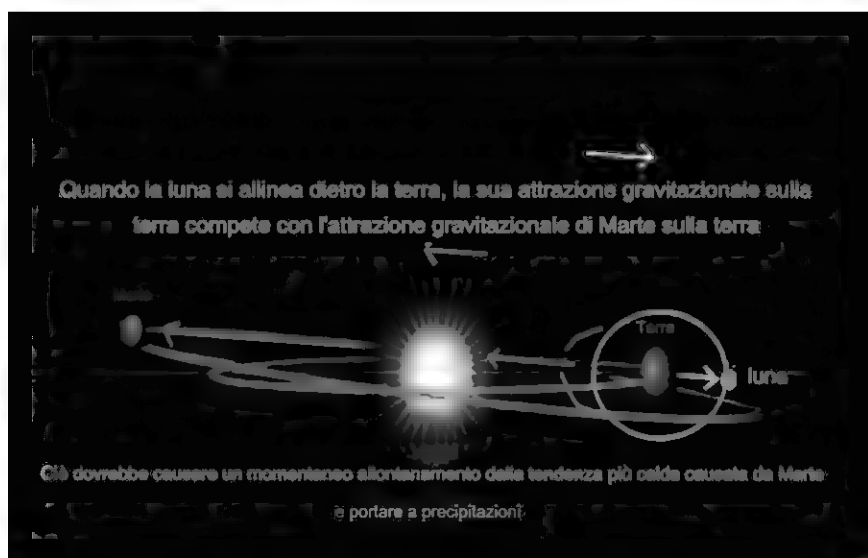 Quando la luna si allinea dietro la terra, la sua attrazione gravitazionale sulla
terra compete con l'attrazione gravitazionale di Marte sulla terra
Marte
Terra
luna
Ciò dovrebbe causare un momentaneo allontanamento dalla tendenza più calda causata da Marte
e portare a precipitazioni